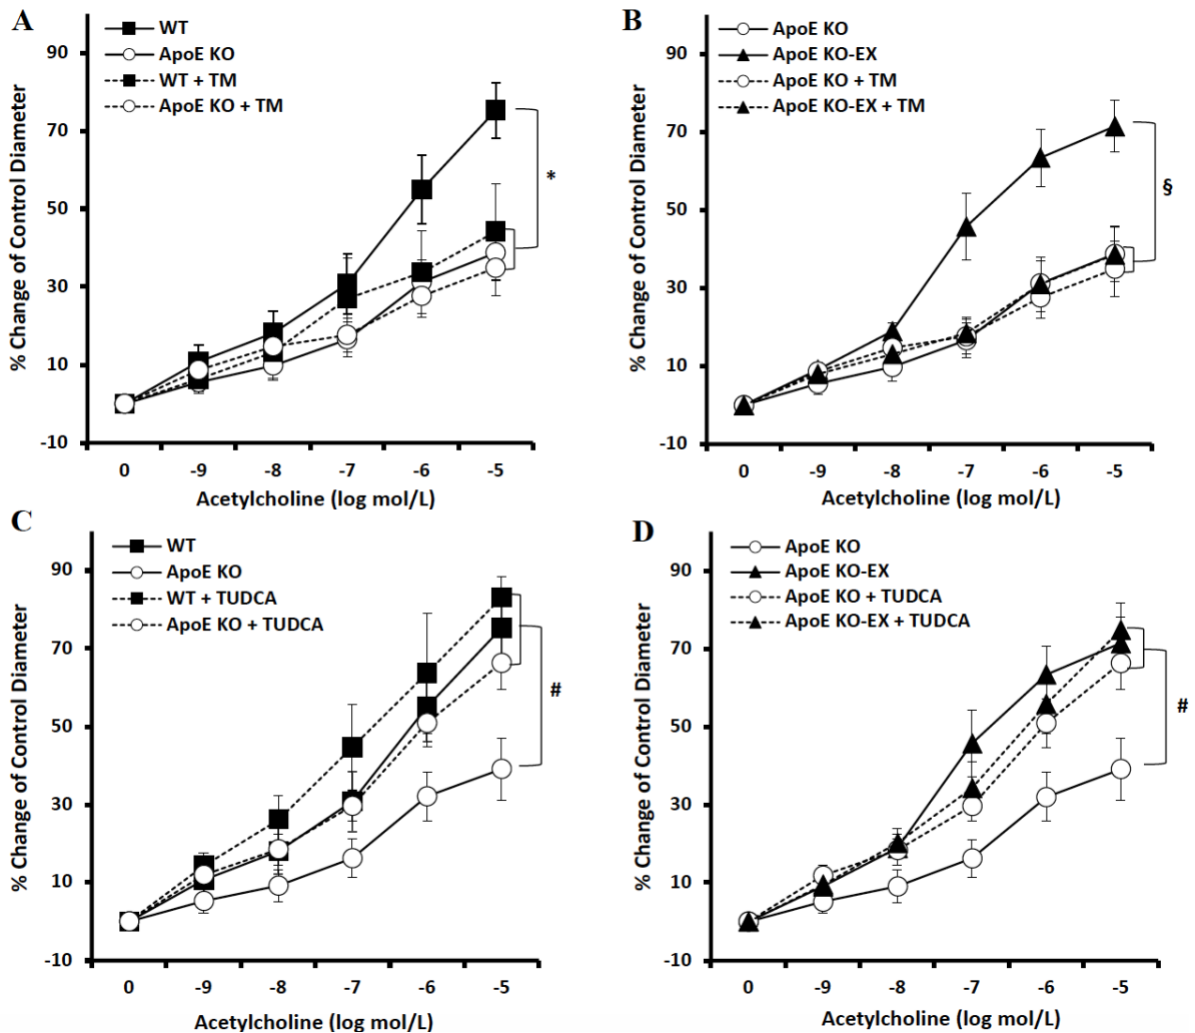 A
WT
ApoE KO
WT + TM
ApoE KO + TM
% Change of Control Diameter
90
70
50
30
10
-10
*
0 -9 -8 -7 -6 -5
Acetylcholine (log mol/L)
B
ApoE KO
ApoE KO-EX
ApoE KO + TM
ApoE KO-EX + TM
% Change of Control Diameter
90
70
50
30
10
-10
§
0 -9 -8 -7 -6 -5
Acetylcholine (log mol/L)
C
WT
ApoE KO
WT + TUDCA
ApoE KO + TUDCA
% Change of Control Diameter
90
70
50
30
10
-10
#
0 -9 -8 -7 -6 -5
Acetylcholine (log mol/L)
D
ApoE KO
ApoE KO-EX
ApoE KO + TUDCA
ApoE KO-EX + TUDCA
% Change of Control Diameter
90
70
50
30
10
-10
#
0 -9 -8 -7 -6 -5
Acetylcholine (log mol/L)